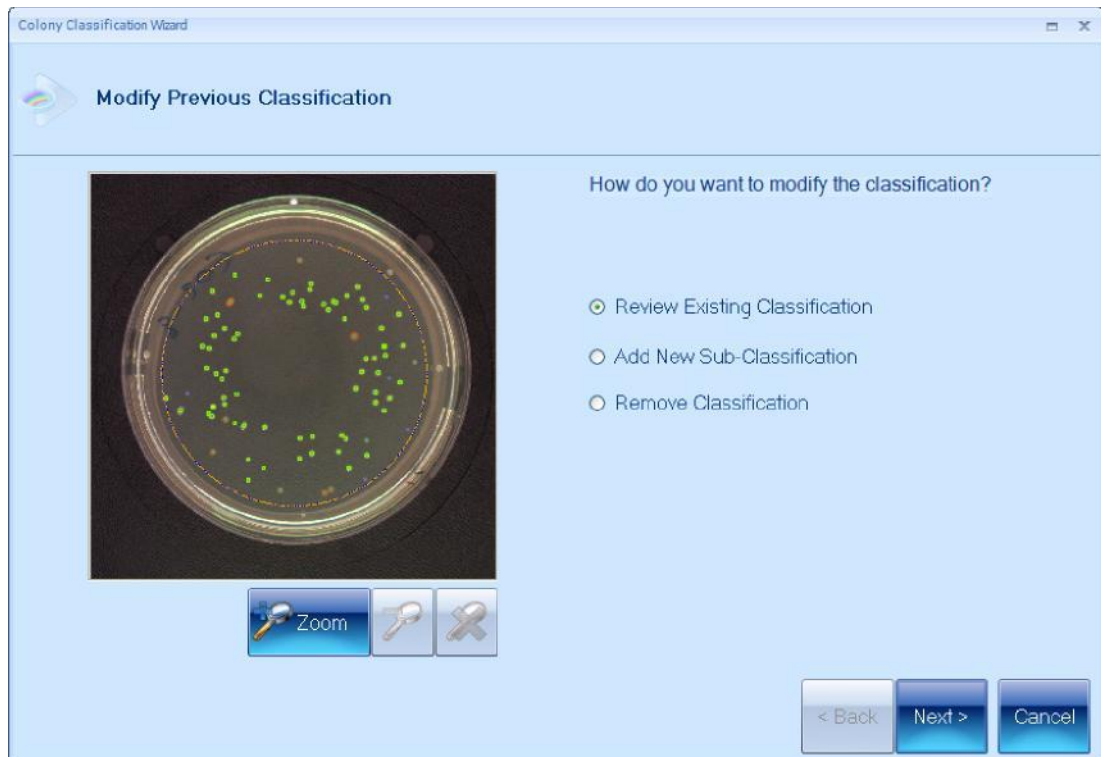 Colony Classification Wizard
Modify Previous Classification
How do you want to modify the classification?
Review Existing Classification
Add New Sub-Classification
Remove Classification
Zoom
< Back
Next >
Cancel